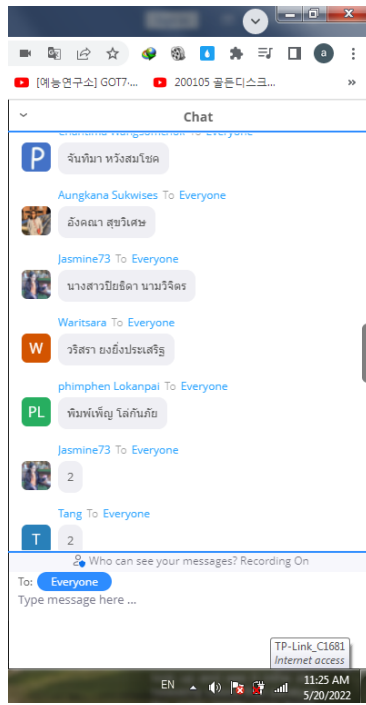 [예능연구소] GOT7-...
200105 골든디스크...
»
Chat
Chantima Wongsomchok To Everyone
P
จันทิมา หวังสมโชค
Aungkana Sukwises To Everyone
อังคณา สุขวิเศษ
Jasmine73 To Everyone
นางสาวปิยธิดา นามวิจิตร
Waritsara To Everyone
W
วริสรา ยงยิ่งประเสริฐ
phimphen Lokanpai To Everyone
PL
พิมพ์เพ็ญ โล่กันภัย
Jasmine73 To Everyone
2
Tang To Everyone
T
2
Who can see your messages? Recording On
To: Everyone
Type message here ...
TP-Link_C1681
Internet access
EN
11:25 AM
5/20/2022